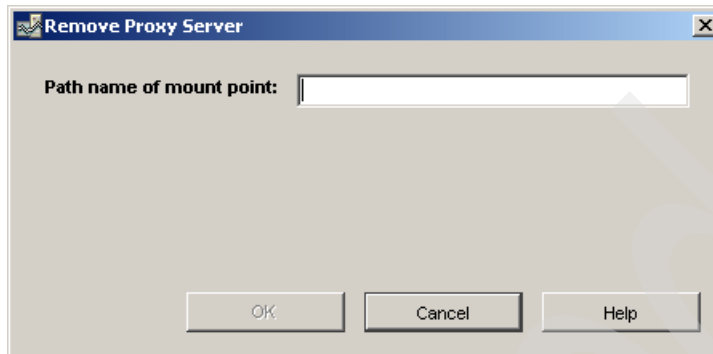 Remove Proxy Server
Path name of mount point:
OK
Cancel
Help